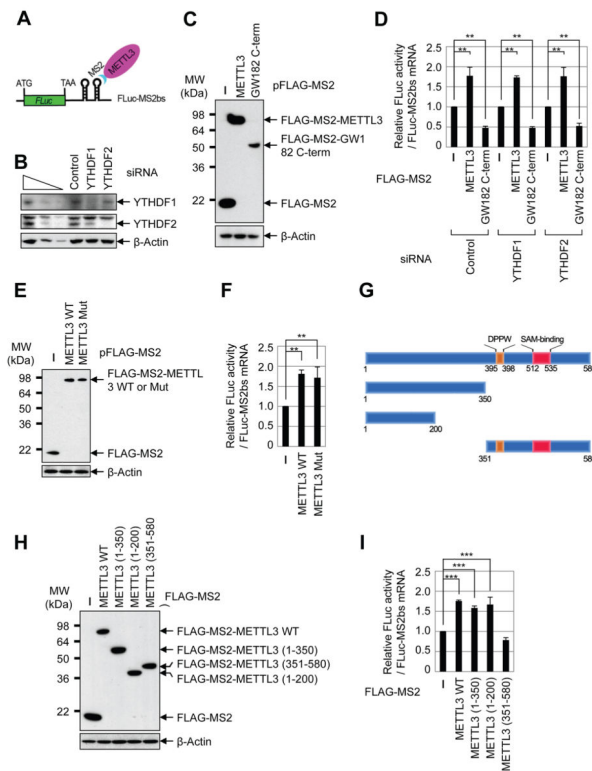 A
MS2
METTL3
ATG
TAA
FLuc
FLuc-MS2bs
B
Control
YTHDF1
YTHDF2
siRNA
YTHDF1
YTHDF2
β-Actin
C
–
METTL3
GW182 C-term
pFLAG-MS2
MW
(kDa)
98
64
50
36
22
FLAG-MS2-METTL3
FLAG-MS2-GW1
82 C-term
FLAG-MS2
β-Actin
D
Relative FLuc activity
/ FLuc-MS2bs mRNA
2.5
2.0
1.5
1.0
0.5
0
** ** ** ** ** **
– METTL3 GW182 C-term – METTL3 GW182 C-term – METTL3 GW182 C-term
FLAG-MS2
Control YTHDF1 YTHDF2
siRNA
E
–
METTL3 WT
METTL3 Mut
pFLAG-MS2
MW
(kDa)
98
64
50
36
22
FLAG-MS2-METTL
3 WT or Mut
FLAG-MS2
β-Actin
F
Relative FLuc activity
/ FLuc-MS2bs mRNA
2.5
2.0
1.5
1.0
0.5
0
**
**
–
METTL3 WT
METTL3 Mut
G
DPPW SAM-binding
1 395 398 512 535 58
1 350
1 200
351 58
H
–
METTL3 WT
METTL3 (1-350)
METTL3 (1-200)
METTL3 (351-580)
FLAG-MS2
MW
(kDa)
98
64
50
36
22
FLAG-MS2-METTL3 WT
FLAG-MS2-METTL3 (1-350)
FLAG-MS2-METTL3 (351-580)
FLAG-MS2-METTL3 (1-200)
FLAG-MS2
β-Actin
I
Relative FLuc activity
/ FLuc-MS2bs mRNA
2.5
2.0
1.5
1.0
0.5
0
***
***
***
–
METTL3 WT
METTL3 (1-350)
METTL3 (1-200)
METTL3 (351-580)
FLAG-MS2